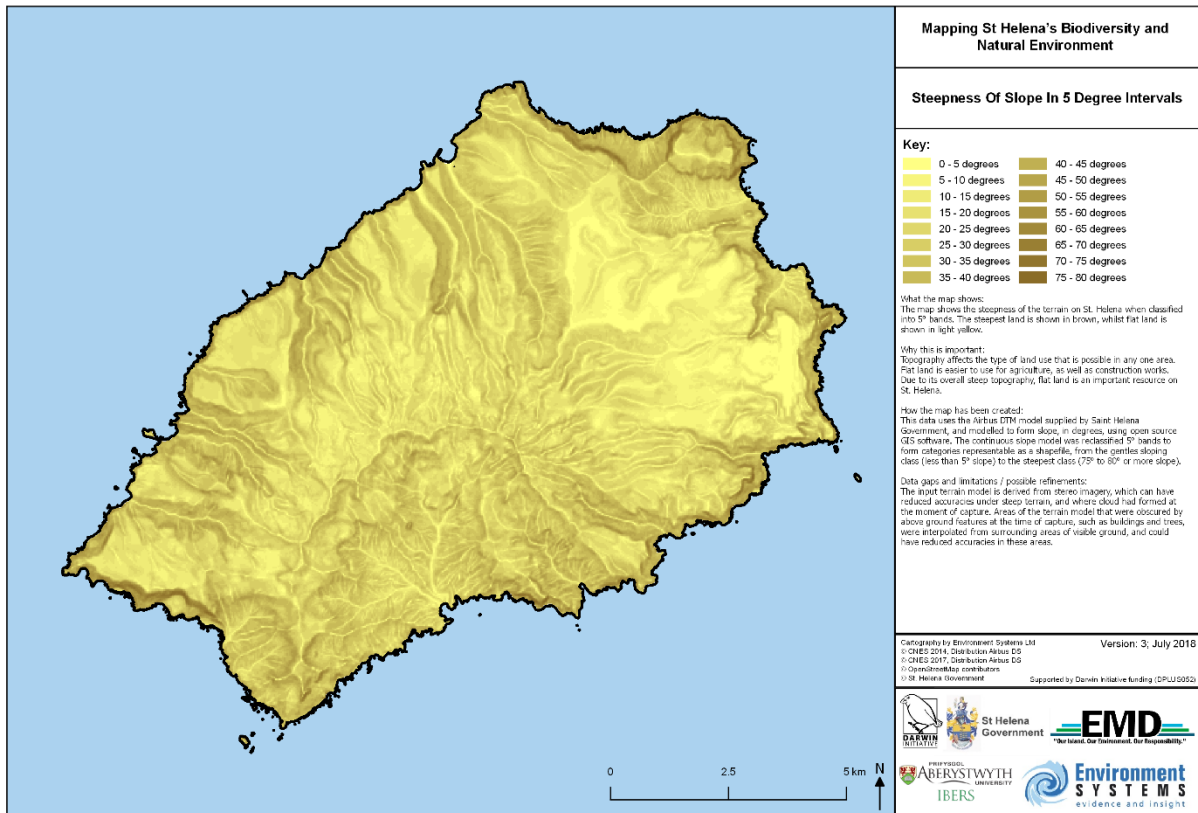 Mapping St Helena's Biodiversity and
Natural Environment
Steepness Of Slope In 5 Degree Intervals
Key:
0 - 5 degrees
5 - 10 degrees
10 - 15 degrees
15 - 20 degrees
20 - 25 degrees
25 - 30 degrees
30 - 35 degrees
35 - 40 degrees
40 - 45 degrees
45 - 50 degrees
50 - 55 degrees
55 - 60 degrees
60 - 65 degrees
65 - 70 degrees
70 - 75 degrees
75 - 80 degrees
What the map shows:
The map shows the steepness of the terrain on St. Helena when classified
into 5° bands. The steepest land is shown in brown, whilst flat land is
shown in light yellow.
Why this is important:
Topography affects the type of land use that is possible in any one area.
Flat land is easier to use for agriculture, as well as construction works.
Due to its overall steep topography, flat land is an important resource on
St. Helena.
How the map has been created:
This data uses the Airbus DTM model supplied by Saint Helena
Government, and modelled to form slope, in degrees, using open source
GIS software. The continuous slope model was reclassified 5° bands to
form categories representable as a shapefile, from the gentles sloping
class (less than 5° slope) to the steepest class (75° to 80° or more slope).
Data gaps and limitations / possible refinements:
The input terrain model is derived from stereo imagery, which can have
reduced accuracies under steep terrain, and where cloud had formed at
the moment of capture. Areas of the terrain model that were obscured by
above ground features at the time of capture, such as buildings and trees,
were interpolated from surrounding areas of visible ground, and could
have reduced accuracies in these areas.
Cartography by Environment Systems Ltd
© CNES 2014, Distribution Airbus DS
© CNES 2017, Distribution Airbus DS
© OpenStreetMap contributors
© St. Helena Government
Version: 3; July 2018
Supported by Darwin Initiative funding (DPLUS052)
DARWIN
INITIATIVE
St Helena
Government
EMD
"Our Island. Our Environment. Our Responsibility."
PRIFYSGOL
ABERYSTWYTH
UNIVERSITY
IBERS
Environment
SYSTEMS
evidence and insight
0
2.5
5 km
N